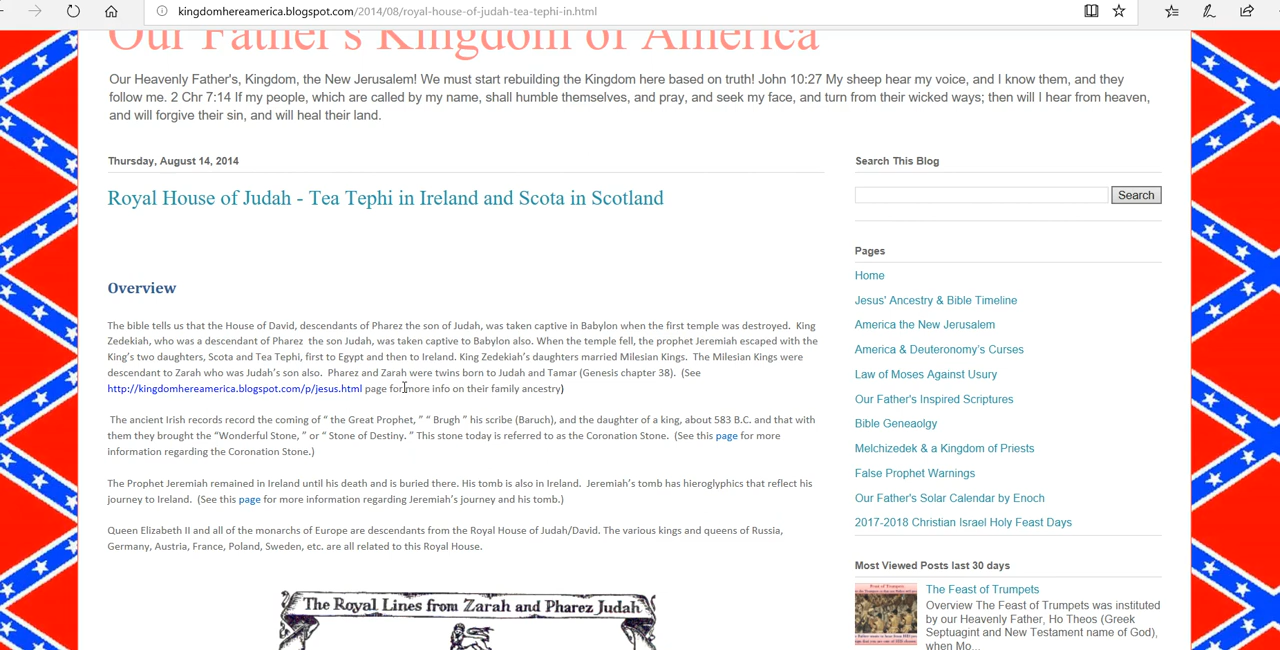 kingdomhereamerica.blogspot.com/2014/08/royal-house-of-judah-tea-tephi-in.html
Our Father's Kingdom of America
Our Heavenly Father's, Kingdom, the New Jerusalem! We must start rebuilding the Kingdom here based on truth! John 10:27 My sheep hear my voice, and I know them, and they
follow me. 2 Chr 7:14 If my people, which are called by my name, shall humble themselves, and pray, and seek my face, and turn from their wicked ways; then will I hear from heaven,
and will forgive their sin, and will heal their land.
Thursday, August 14, 2014
Royal House of Judah - Tea Tephi in Ireland and Scota in Scotland
Overview
The bible tells us that the House of David, descendants of Pharez the son of Judah, was taken captive in Babylon when the first temple was destroyed. King
Zedekiah, who was a descendant of Pharez the son Judah, was taken captive to Babylon also. When the temple fell, the prophet Jeremiah escaped with the
King's two daughters, Scota and Tea Tephi, first to Egypt and then to Ireland. King Zedekiah's daughters married Milesian Kings. The Milesian Kings were
descendant to Zarah who was Judah's son also. Pharez and Zarah were twins born to Judah and Tamar (Genesis chapter 38). (See
http://kingdomhereamerica.blogspot.com/p/jesus.html page for more info on their family ancestry)
The ancient Irish records record the coming of “ the Great Prophet, ” “ Brugh ” his scribe (Baruch), and the daughter of a king, about 583 B.C. and that with
them they brought the “Wonderful Stone, ” or “ Stone of Destiny. ” This stone today is referred to as the Coronation Stone. (See this page for more
information regarding the Coronation Stone.)
The Prophet Jeremiah remained in Ireland until his death and is buried there. His tomb is also in Ireland. Jeremiah's tomb has hieroglyphics that reflect his
journey to Ireland. (See this page for more information regarding Jeremiah's journey and his tomb.)
Queen Elizabeth II and all of the monarchs of Europe are descendants from the Royal House of Judah/David. The various kings and queens of Russia,
Germany, Austria, France, Poland, Sweden, etc. are all related to this Royal House.
The Royal Lines from Zarah and Pharez Judah
Search This Blog
Search
Pages
Home
Jesus' Ancestry & Bible Timeline
America the New Jerusalem
America & Deuteronomy's Curses
Law of Moses Against Usury
Our Father's Inspired Scriptures
Bible Geneaolgy
Melchizedek & a Kingdom of Priests
False Prophet Warnings
Our Father's Solar Calendar by Enoch
2017-2018 Christian Israel Holy Feast Days
Most Viewed Posts last 30 days
The Feast of Trumpets
Overview The Feast of Trumpets was instituted
by our Heavenly Father, Ho Theos (Greek
Septuagint and New Testament name of God),
when Mo...